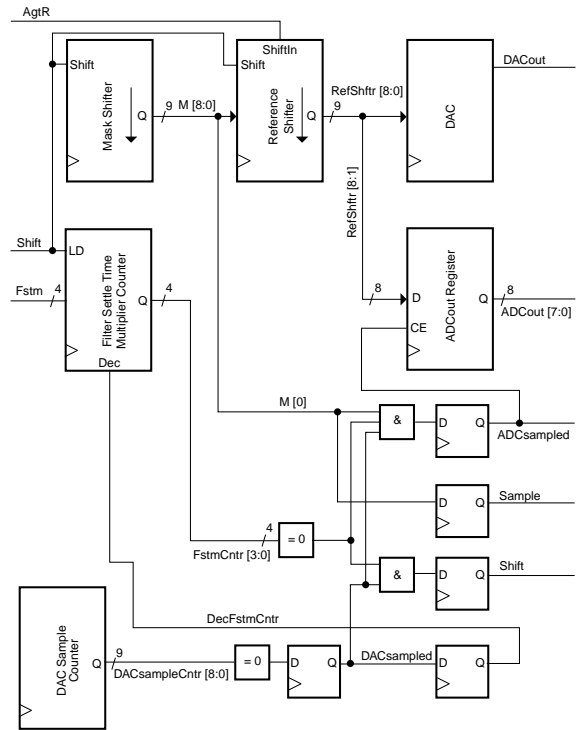 AgtR
ShiftIn
Shift
Shift
Mask Shifter
Q
9
M [8:0]
Reference
Shifter
Q
RefShftr [8:0]
9
DAC
DACout
RefShftr [8:1]
Shift
LD
Fstm
4
Filter Settle Time
Multiplier Counter
Q
4
Dec
8
D
CE
ADCout Register
Q
8
ADCout [7:0]
M [0]
&
D
Q
ADCsampled
D
Q
Sample
4
= 0
FstmCntr [3:0]
&
D
Q
Shift
DecFstmCntr
DAC Sample
Counter
Q
9
DACsampleCntr [8:0]
= 0
D
Q
DACsampled
D
Q